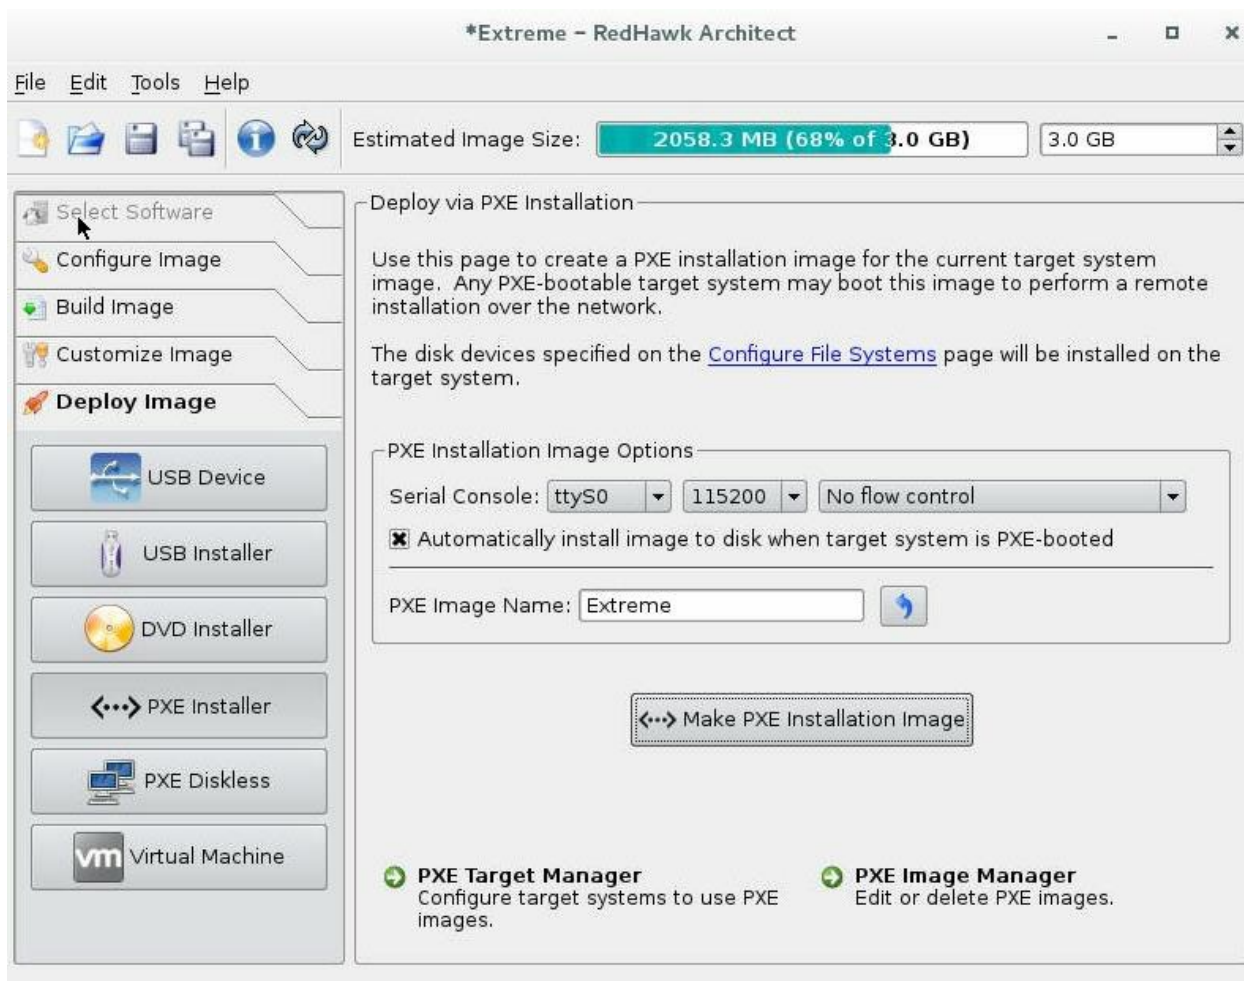 *Extreme – RedHawk Architect
File Edit Tools Help
Estimated Image Size: 2058.3 MB (68% of 3.0 GB) 3.0 GB
Select Software
Configure Image
Build Image
Customize Image
Deploy Image
USB Device
USB Installer
DVD Installer
PXE Installer
PXE Diskless
vm Virtual Machine
Deploy via PXE Installation
Use this page to create a PXE installation image for the current target system
image. Any PXE-bootable target system may boot this image to perform a remote
installation over the network.
The disk devices specified on the Configure File Systems page will be installed on the
target system.
PXE Installation Image Options
Serial Console: ttyS0 115200 No flow control
Automatically install image to disk when target system is PXE-booted
PXE Image Name: Extreme
Make PXE Installation Image
PXE Target Manager
Configure target systems to use PXE
images.
PXE Image Manager
Edit or delete PXE images.